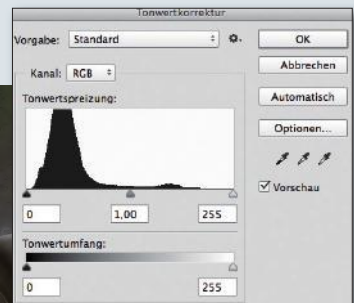 Tonwertkorrektur
Vorgabe: Standard
OK
Abbrechen
Kanal: RGB
Automatisch
Tonwertspreizung:
Optionen...
Vorschau
0 1,00 255
Tonwertumfang:
0 255